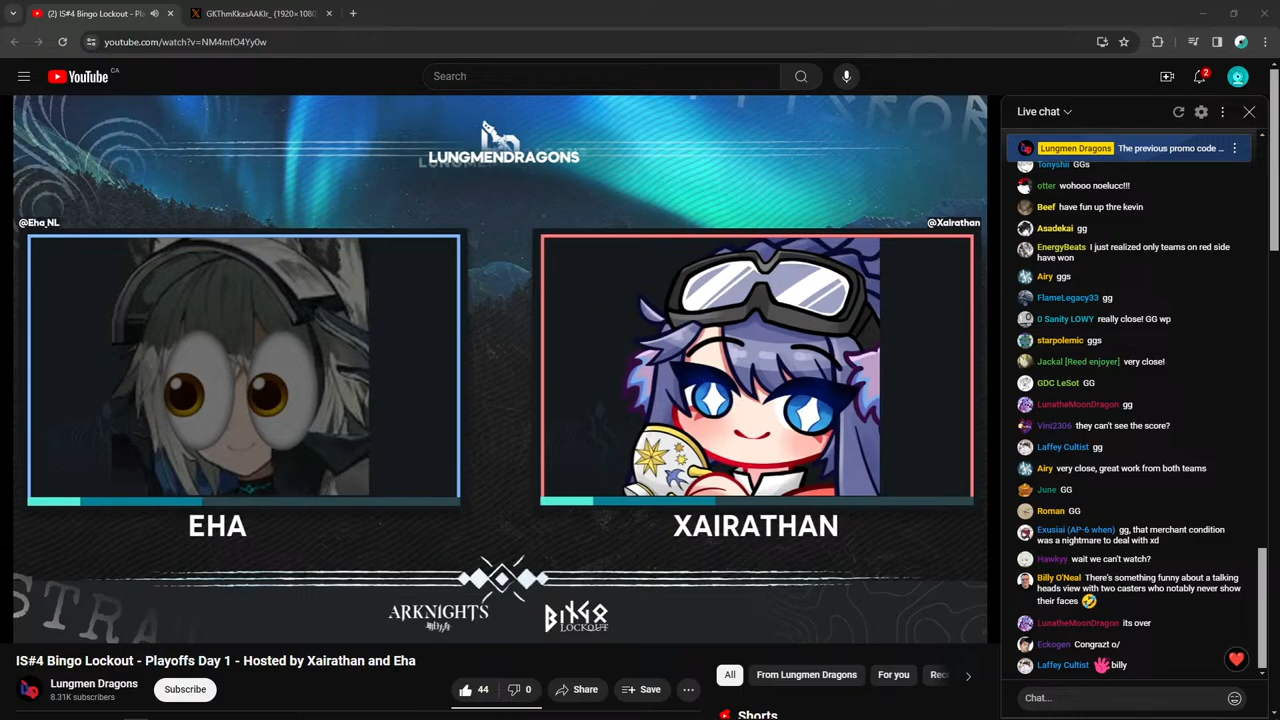 (2) IS#4 Bingo Lockout - Pl
GKThmKkasAAKlr_ (1920×1080)
youtube.com/watch?v=NM4mfO4Yy0w
YouTube CA
Search
2
LUNGMENDRAGONS
@Eha_NL
@Xairathan
EHA
XAIRATHAN
ARKNIGHTS
BINGO
LOCKOUT
IS#4 Bingo Lockout - Playoffs Day 1 - Hosted by Xairathan and Eha
Lungmen Dragons
8.31K subscribers
Subscribe
44
0
Share
Save
All
From Lungmen Dragons
For you
Rec
Shorts
Live chat
Lungmen Dragons The previous promo code ...
Tonyshii GGs
otter wohooo noelucc!!!
Beef have fun up thre kevin
Asadekai gg
EnergyBeats I just realized only teams on red side
have won
Airy ggs
FlameLegacy33 gg
0 Sanity LOWY really close! GG wp
starpolemic ggs
Jackal [Reed enjoyer] very close!
GDC LeSot GG
LunatheMoonDragon gg
Vini2306 they can't see the score?
Laffey Cultist gg
Airy very close, great work from both teams
June GG
Roman GG
Exusiai (AP-6 when) gg, that merchant condition
was a nightmare to deal with xd
Hawkyy wait we can't watch?
Billy O'Neal There's something funny about a talking
heads view with two casters who notably never show
their faces 🤣
LunatheMoonDragon its over
Eckogen Congrazt o/
Laffey Cultist billy
Chat...